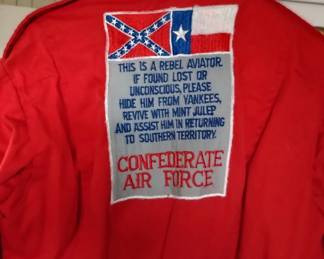 THIS IS A REBEL AVIATOR.
IF FOUND LOST OR
UNCONSCIOUS, PLEASE
HIDE HIM FROM YANKEES,
REVIVE WITH MINT JULEP
AND ASSIST HIM IN RETURNING
TO SOUTHERN TERRITORY.
CONFEDERATE
AIR FORCE